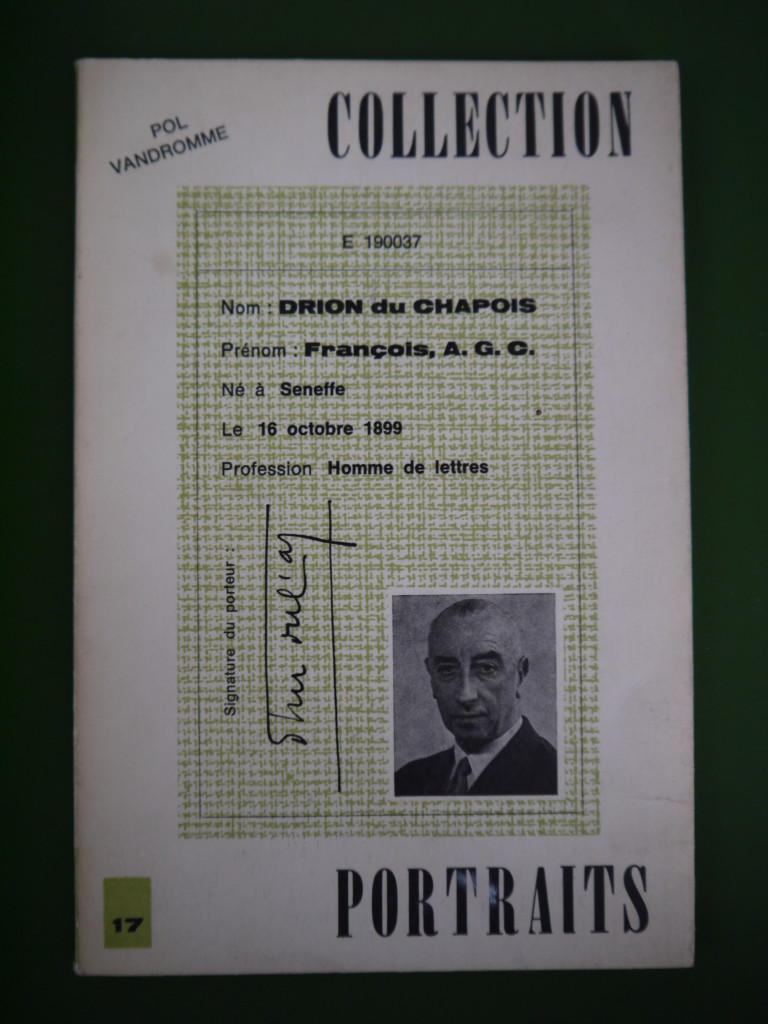 POL
VANDROMME
COLLECTION
E 190037
Nom : DRION du CHAPOIS
Prénom : François, A. G. C.
Né à Seneffe
Le 16 octobre 1899
Profession Homme de lettres
Signature du porteur :
17
PORTRAITS